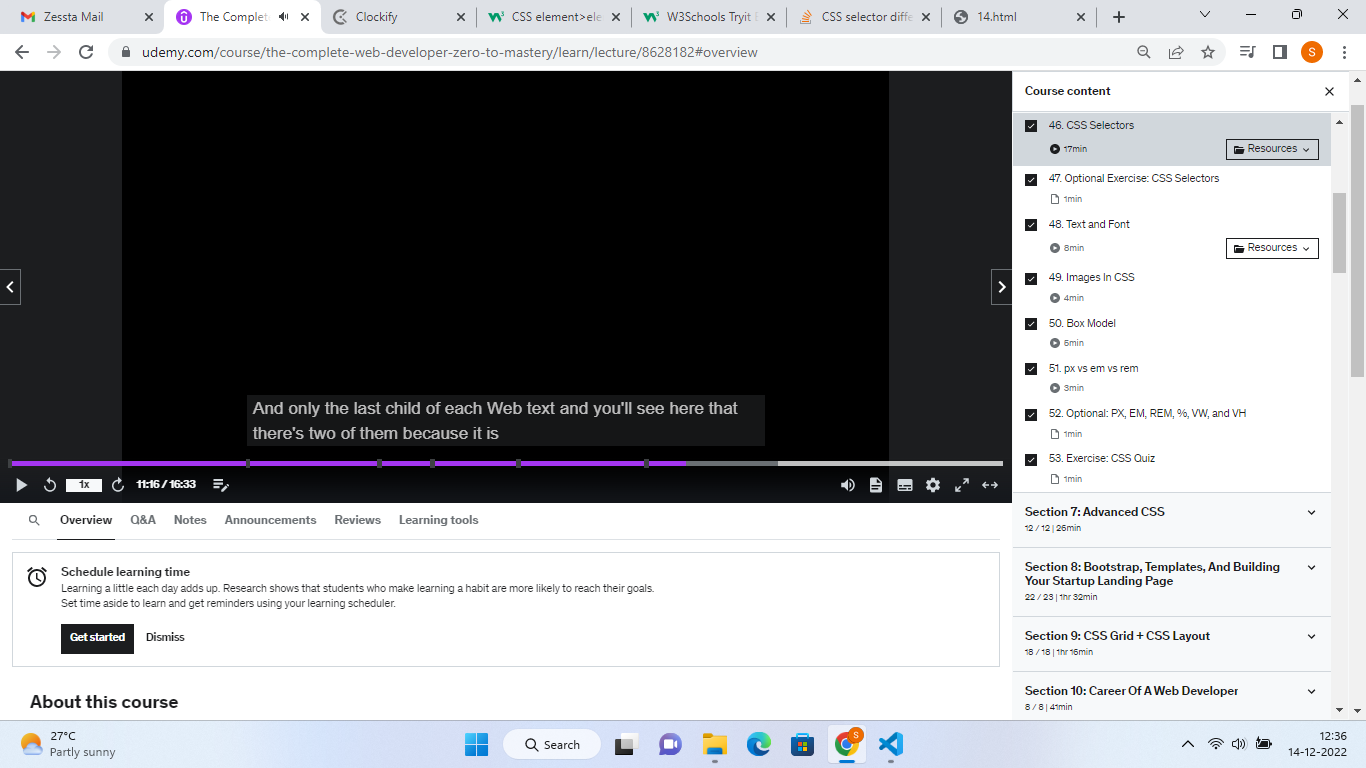 Zessta Mail
The Complet
Clockify
CSS element>ele
W3Schools Tryit E
CSS selector diffe
14.html
udemy.com/course/the-complete-web-developer-zero-to-mastery/learn/lecture/8628182#overview
S
Course content
46. CSS Selectors
17min
Resources
47. Optional Exercise: CSS Selectors
1min
48. Text and Font
8min
Resources
49. Images In CSS
4min
50. Box Model
5min
51. px vs em vs rem
3min
52. Optional: PX, EM, REM, %, VW, and VH
1min
53. Exercise: CSS Quiz
1min
Section 7: Advanced CSS
12 / 12 | 26min
Section 8: Bootstrap, Templates, And Building
Your Startup Landing Page
22 / 23 | 1hr 32min
Section 9: CSS Grid + CSS Layout
18 / 18 | 1hr 16min
Section 10: Career Of A Web Developer
8 / 8 | 41min
And only the last child of each Web text and you'll see here that
there's two of them because it is
1x
11:16 / 16:33
Overview
Q&A
Notes
Announcements
Reviews
Learning tools
Schedule learning time
Learning a little each day adds up. Research shows that students who make learning a habit are more likely to reach their goals.
Set time aside to learn and get reminders using your learning scheduler.
Get started
Dismiss
About this course
27°C
Partly sunny
Search
S
12:36
14-12-2022